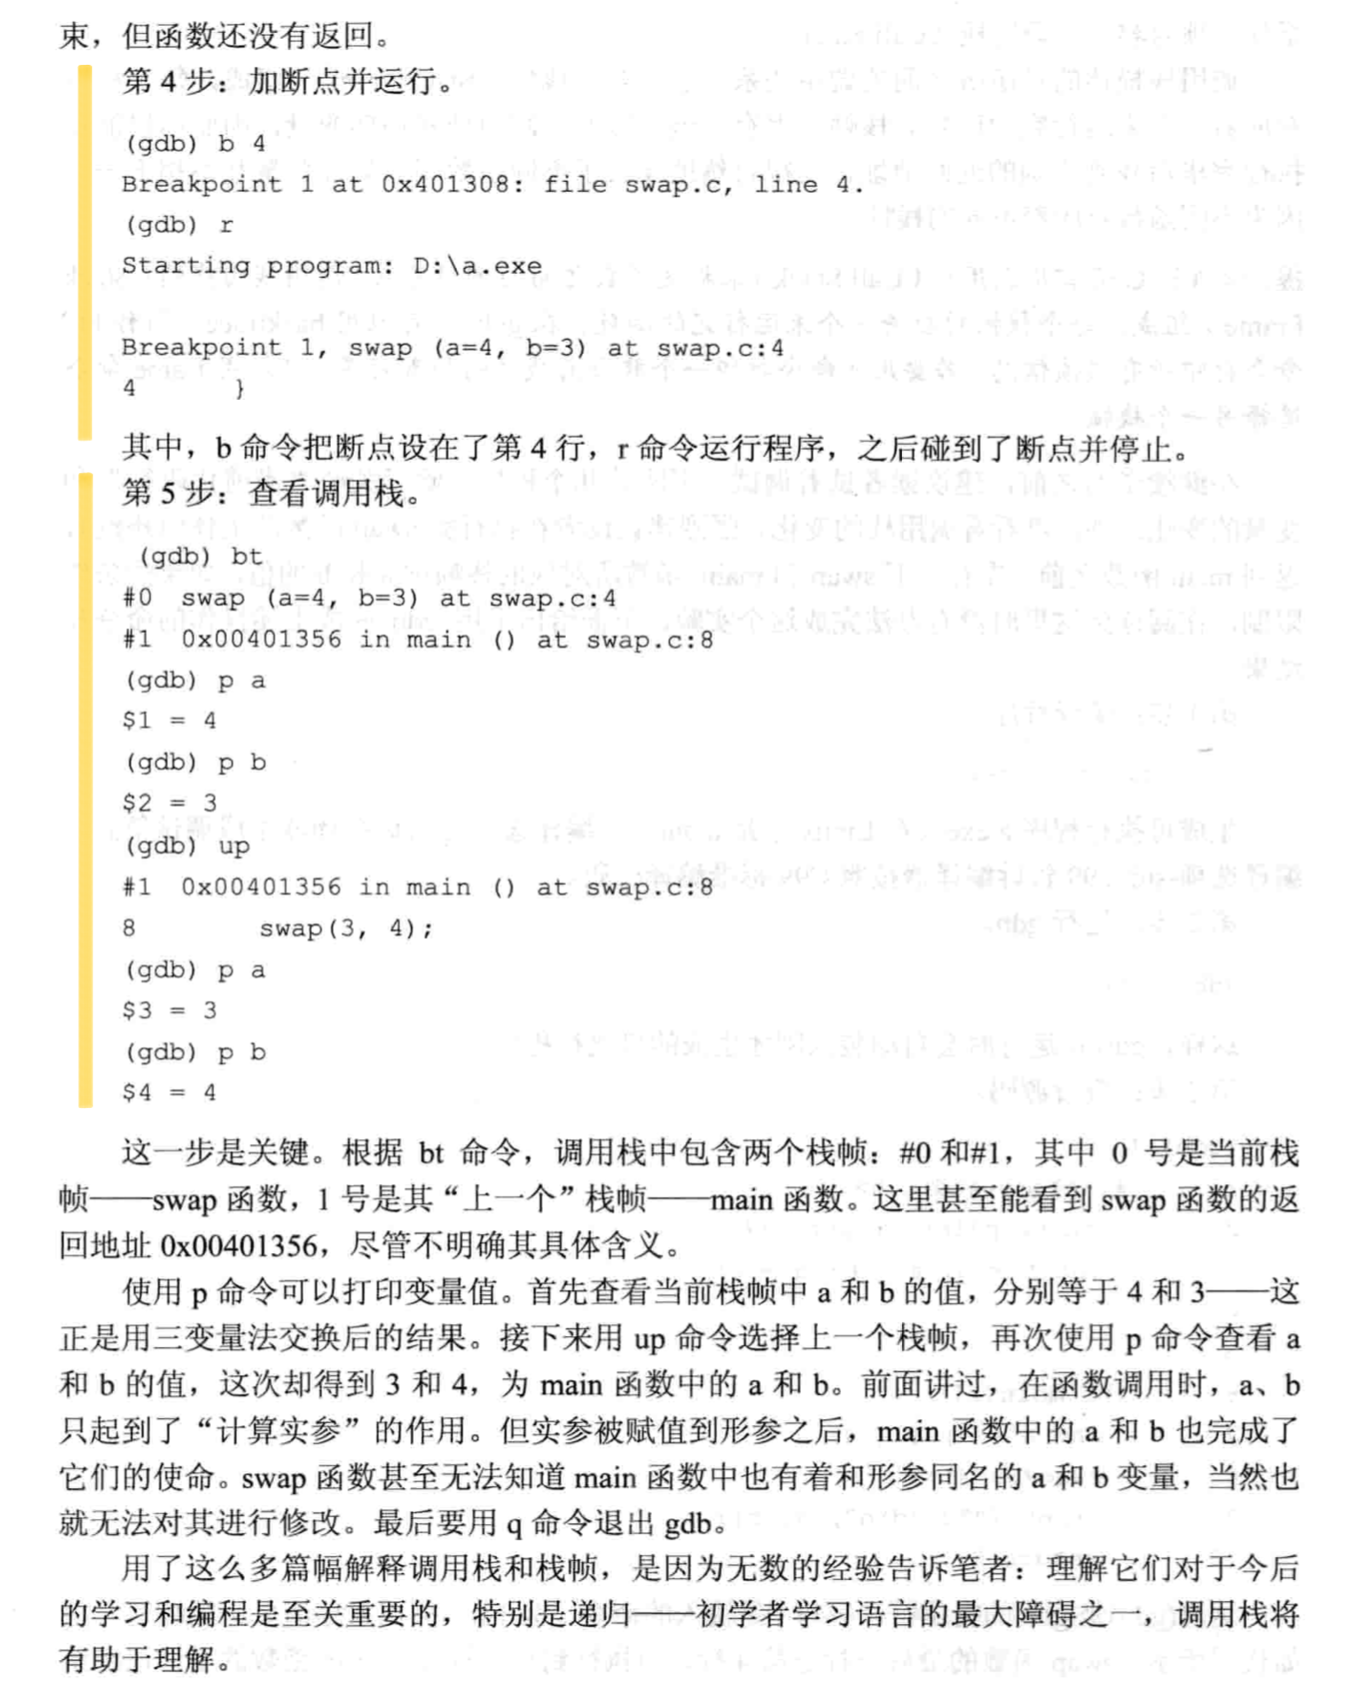 束，但函数还没有返回。
第 4 步：加断点并运行。
(gdb) b 4
Breakpoint 1 at 0x401308: file swap.c, line 4.
(gdb) r
Starting program: D:\a.exe
Breakpoint 1, swap (a=4, b=3) at swap.c:4
4 }
其中，b 命令把断点设在了第 4 行，r 命令运行程序，之后碰到了断点并停止。
第 5 步：查看调用栈。
(gdb) bt
#0 swap (a=4, b=3) at swap.c:4
#1 0x00401356 in main () at swap.c:8
(gdb) p a
$1 = 4
(gdb) p b
$2 = 3
(gdb) up
#1 0x00401356 in main () at swap.c:8
8 swap(3, 4);
(gdb) p a
$3 = 3
(gdb) p b
$4 = 4
这一步是关键。根据 bt 命令，调用栈中包含两个栈帧：#0 和#1，其中 0 号是当前栈
帧——swap 函数，1 号是其“上一个”栈帧——main 函数。这里甚至能看到 swap 函数的返
回地址 0x00401356，尽管不明确其具体含义。
使用 p 命令可以打印变量值。首先查看当前栈帧中 a 和 b 的值，分别等于 4 和 3——这
正是用三变量法交换后的结果。接下来用 up 命令选择上一个栈帧，再次使用 p 命令查看 a
和 b 的值，这次却得到 3 和 4，为 main 函数中的 a 和 b。前面讲过，在函数调用时，a、b
只起到了“计算实参”的作用。但实参被赋值到形参之后，main 函数中的 a 和 b 也完成了
它们的使命。swap 函数甚至无法知道 main 函数中也有着和形参同名的 a 和 b 变量，当然也
就无法对其进行修改。最后要用 q 命令退出 gdb。
用了这么多篇幅解释调用栈和栈帧，是因为无数的经验告诉笔者：理解它们对于今后
的学习和编程是至关重要的，特别是递归——初学者学习语言的最大障碍之一，调用栈将
有助于理解。